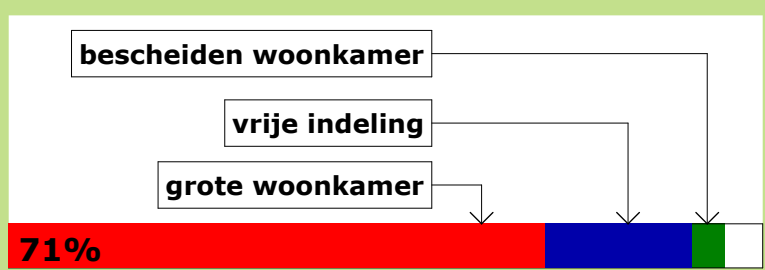 bescheiden woonkamer
vrije indeling
grote woonkamer
71%